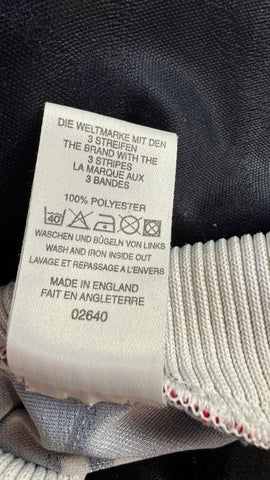 DIE WELTMARKE MIT DEN
3 STREIFEN
THE BRAND WITH THE
3 STRIPES
LA MARQUE AUX
3 BANDES
100% POLYESTER
40
WASCHEN UND BÜGELN VON LINKS
WASH AND IRON INSIDE OUT
LAVAGE ET REPASSAGE A L'ENVERS
MADE IN ENGLAND
FAIT EN ANGLETERRE
02640